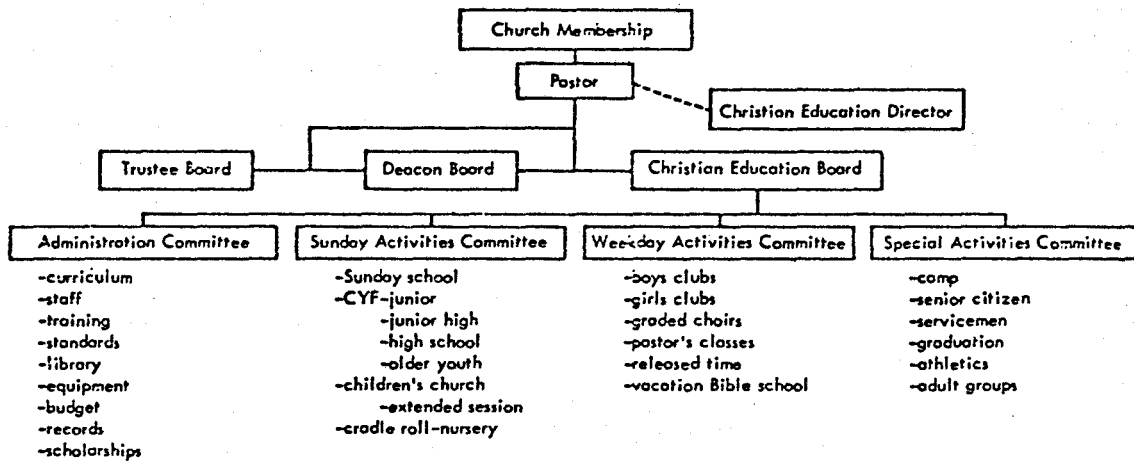 Church Membership
Pastor
Christian Education Director
Trustee Board
Deacon Board
Christian Education Board
Administration Committee
-curriculum
-staff
-training
-standards
-library
-equipment
-budget
-records
-scholarships
Sunday Activities Committee
-Sunday school
-CYF-junior
-junior high
-high school
-older youth
-children's church
-extended session
-cradle roll-nursery
Weekday Activities Committee
-boys clubs
-girls clubs
-graded choirs
-pastor's classes
-released time
-vacation Bible school
Special Activities Committee
-camp
-senior citizen
-servicemen
-graduation
-athletics
-adult groups